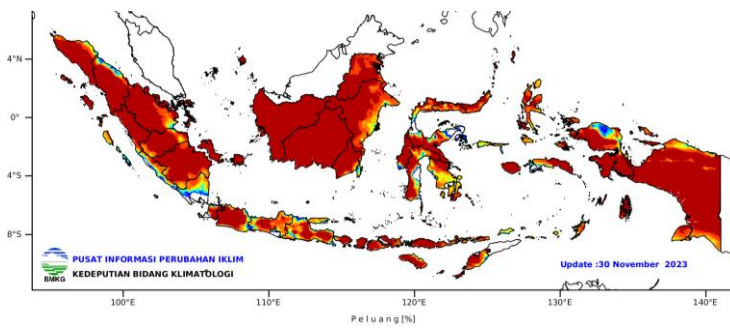 4°N
0°
4°S
8°S
PUSAT INFORMASI PERUBAHAN IKLIM
KEDEPUTIAN BIDANG KLIMATOLOGI
BMKG
Update :30 November 2023
100°E
110°E
120°E
130°E
140°E
Peluang[%]